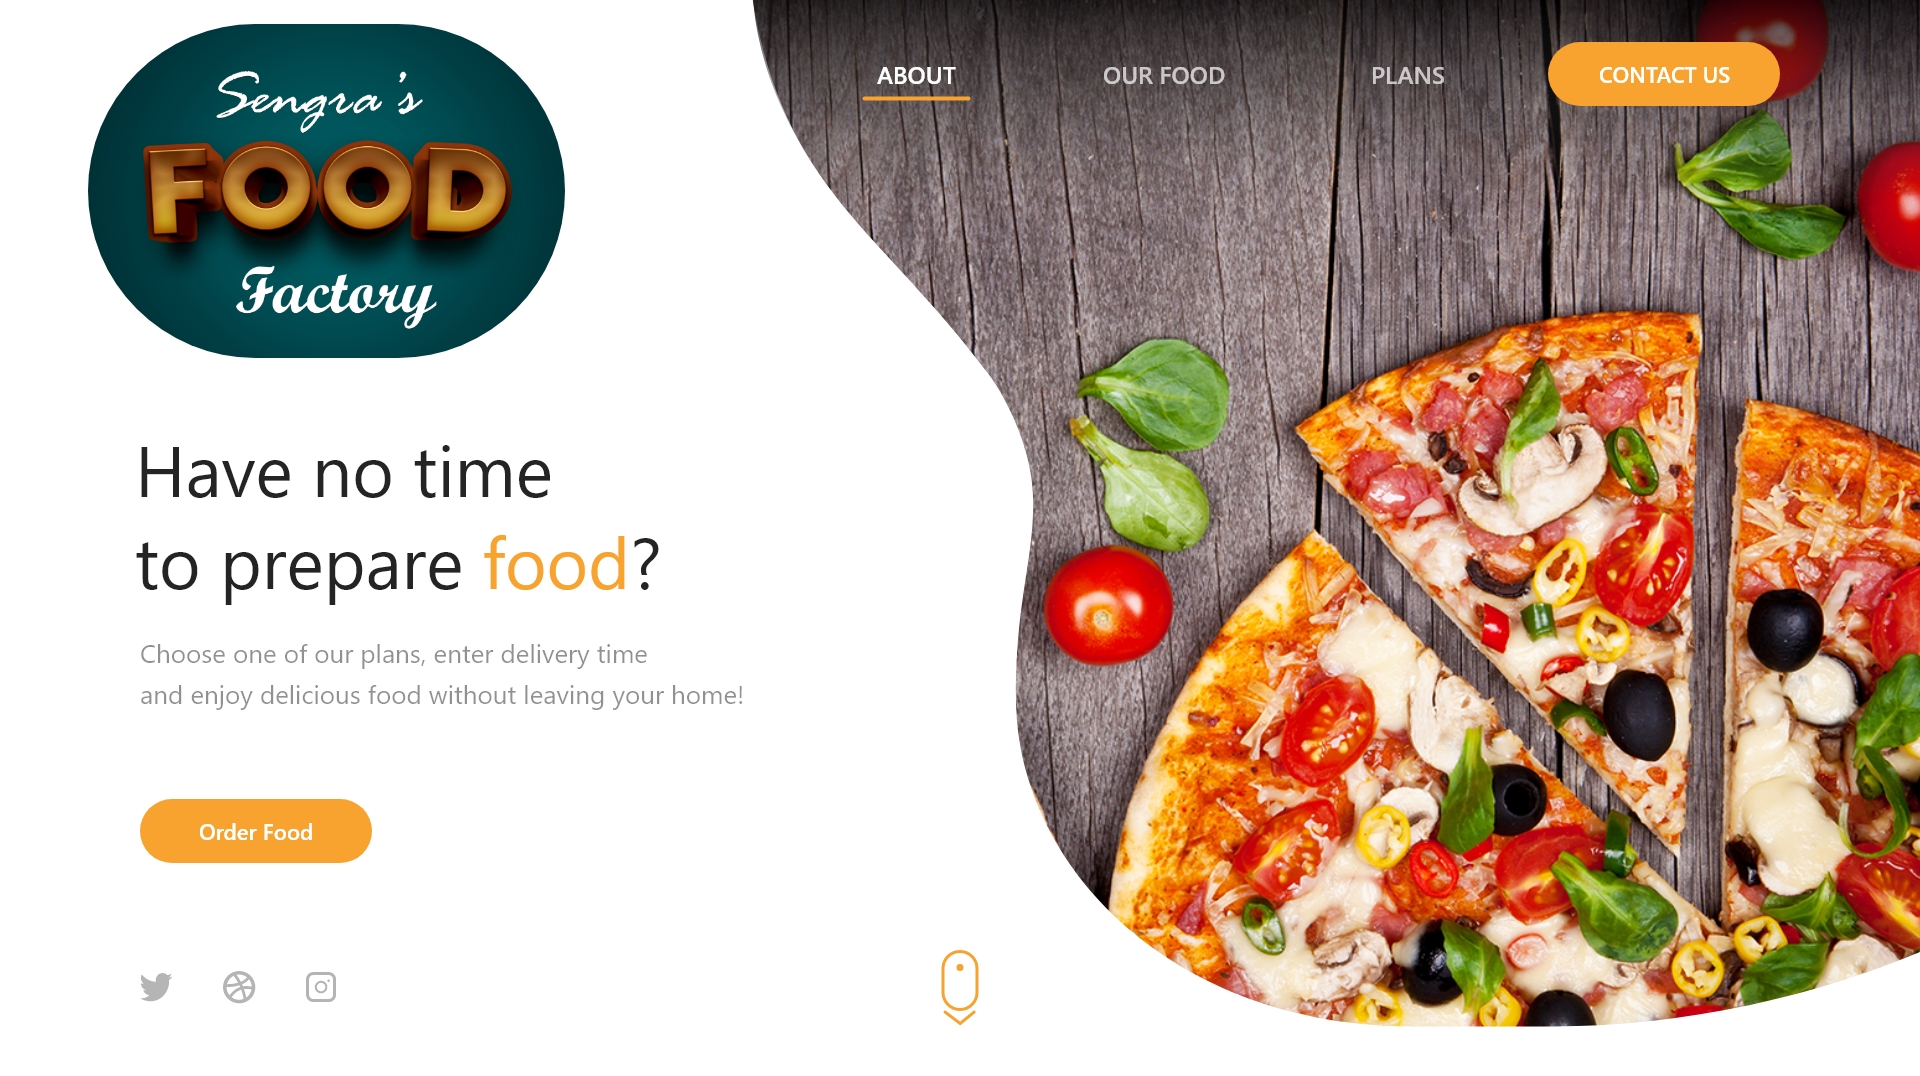 Sengra's
FOOD
Factory
ABOUT
OUR FOOD
PLANS
CONTACT US
Have no time
to prepare food?
Choose one of our plans, enter delivery time
and enjoy delicious food without leaving your home!
Order Food